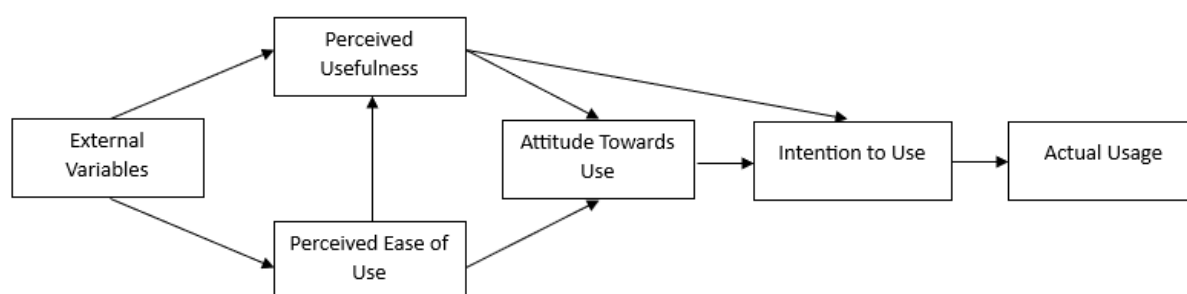 Perceived
Usefulness
External
Variables
Attitude Towards
Use
Intention to Use
Actual Usage
Perceived Ease of
Use